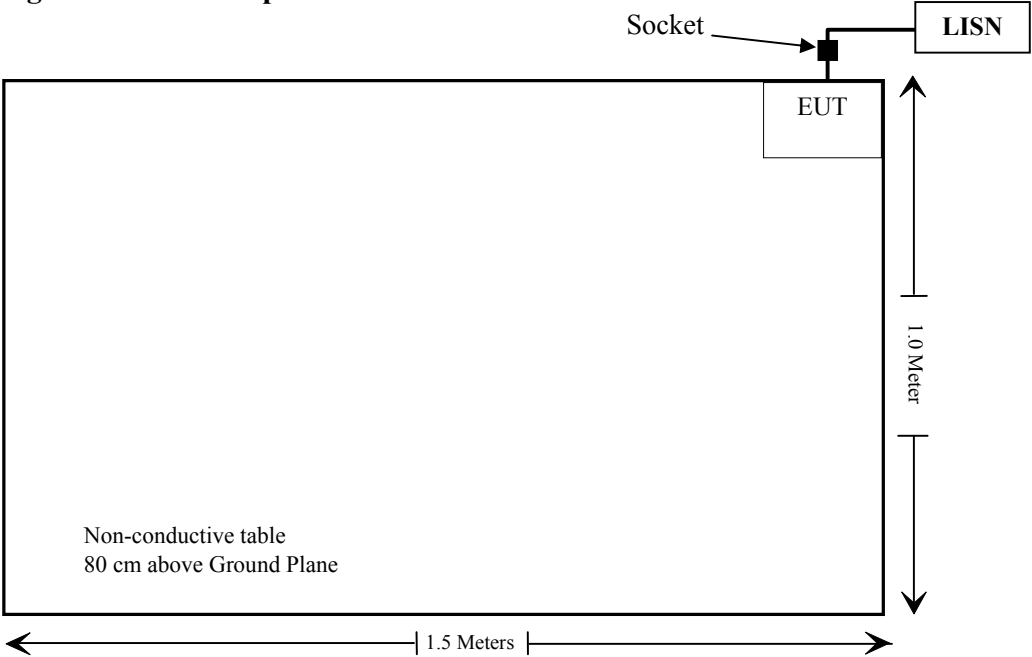 Socket
LISN
EUT
1.0 Meter
Non-conductive table
80 cm above Ground Plane
1.5 Meters